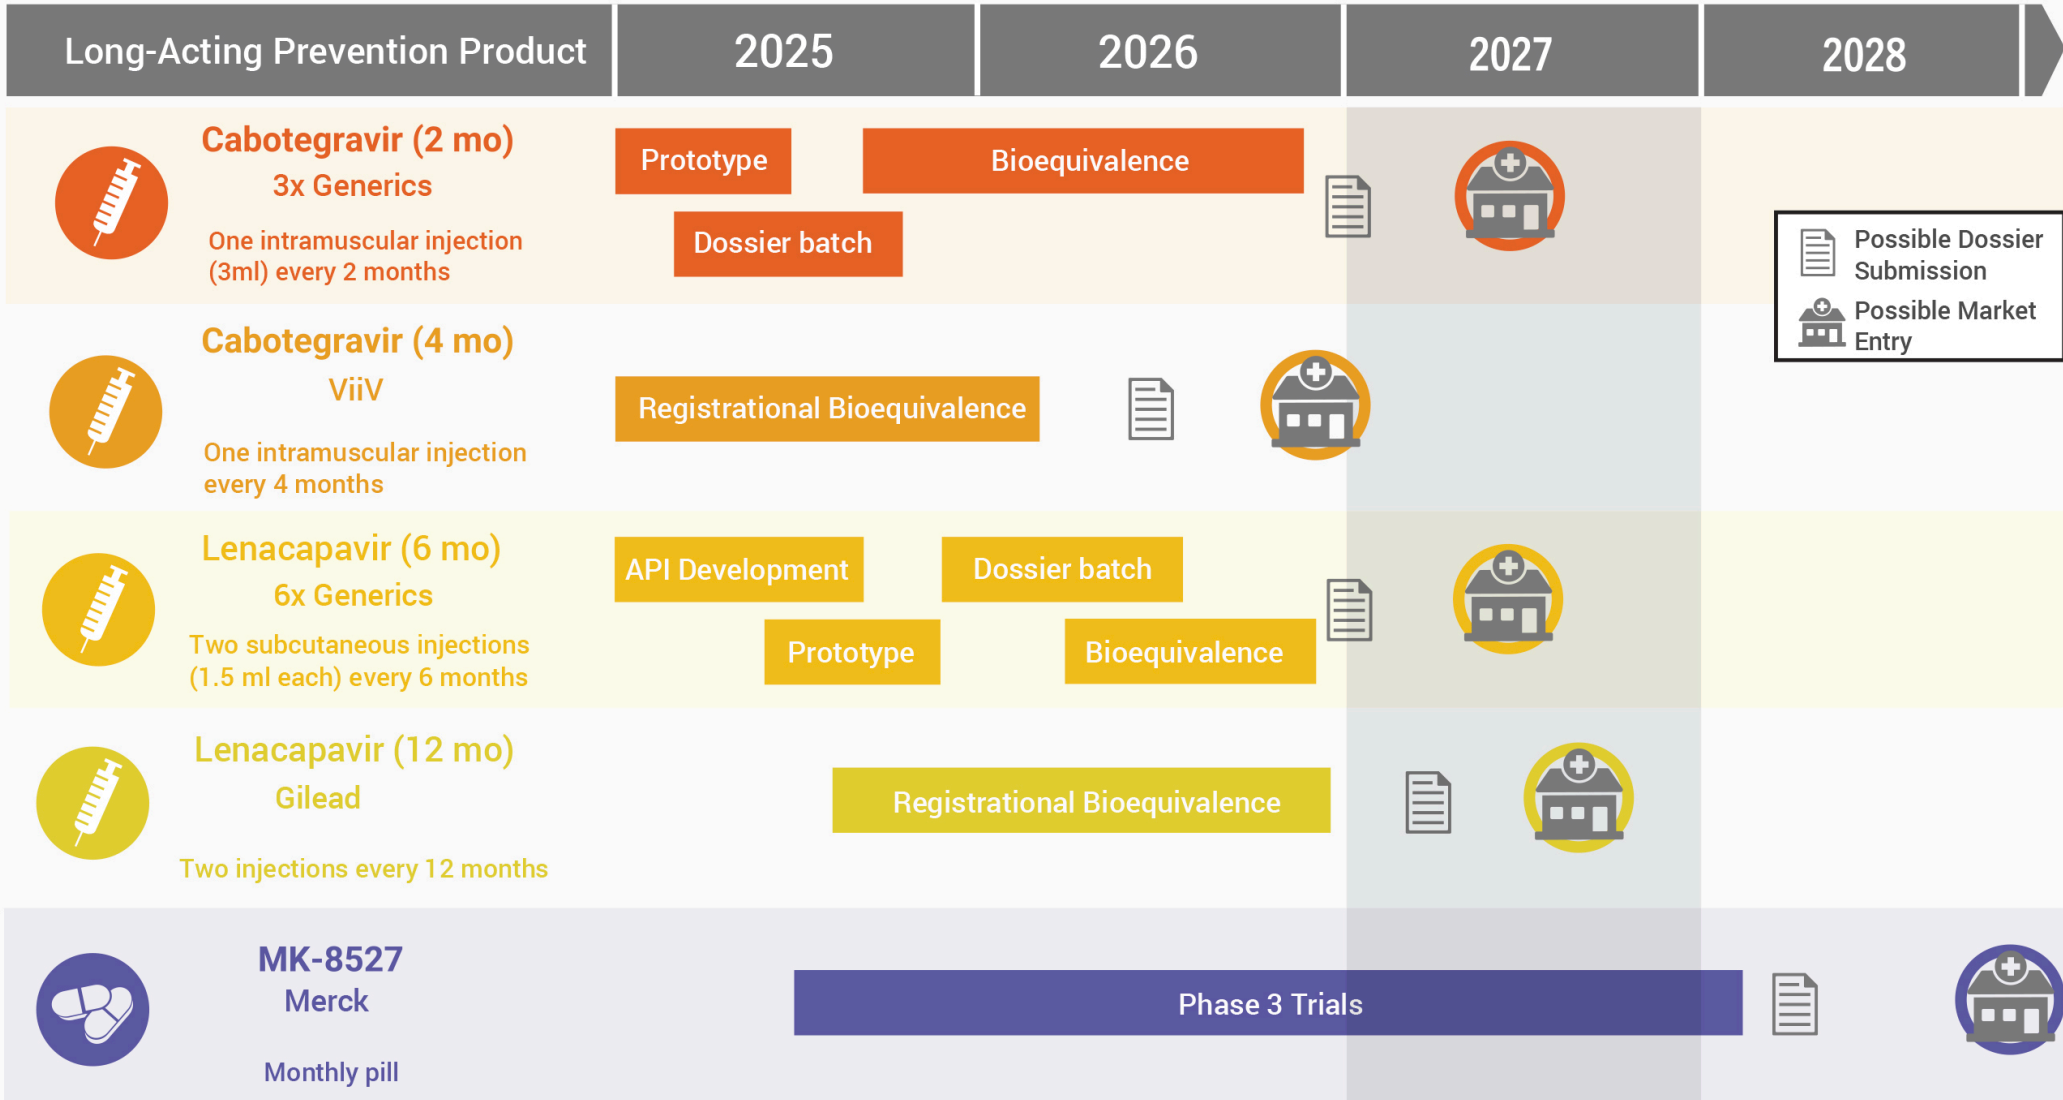 Long-Acting Prevention Product
2025
2026
2027
2028
Cabotegravir (2 mo)
3x Generics
One intramuscular injection
(3ml) every 2 months
Prototype
Bioequivalence
Dossier batch
Possible Dossier
Submission
Possible Market
Entry
Cabotegravir (4 mo)
ViiV
One intramuscular injection
every 4 months
Registrational Bioequivalence
Lenacapavir (6 mo)
6x Generics
Two subcutaneous injections
(1.5 ml each) every 6 months
API Development
Dossier batch
Prototype
Bioequivalence
Lenacapavir (12 mo)
Gilead
Two injections every 12 months
Registrational Bioequivalence
MK-8527
Merck
Monthly pill
Phase 3 Trials